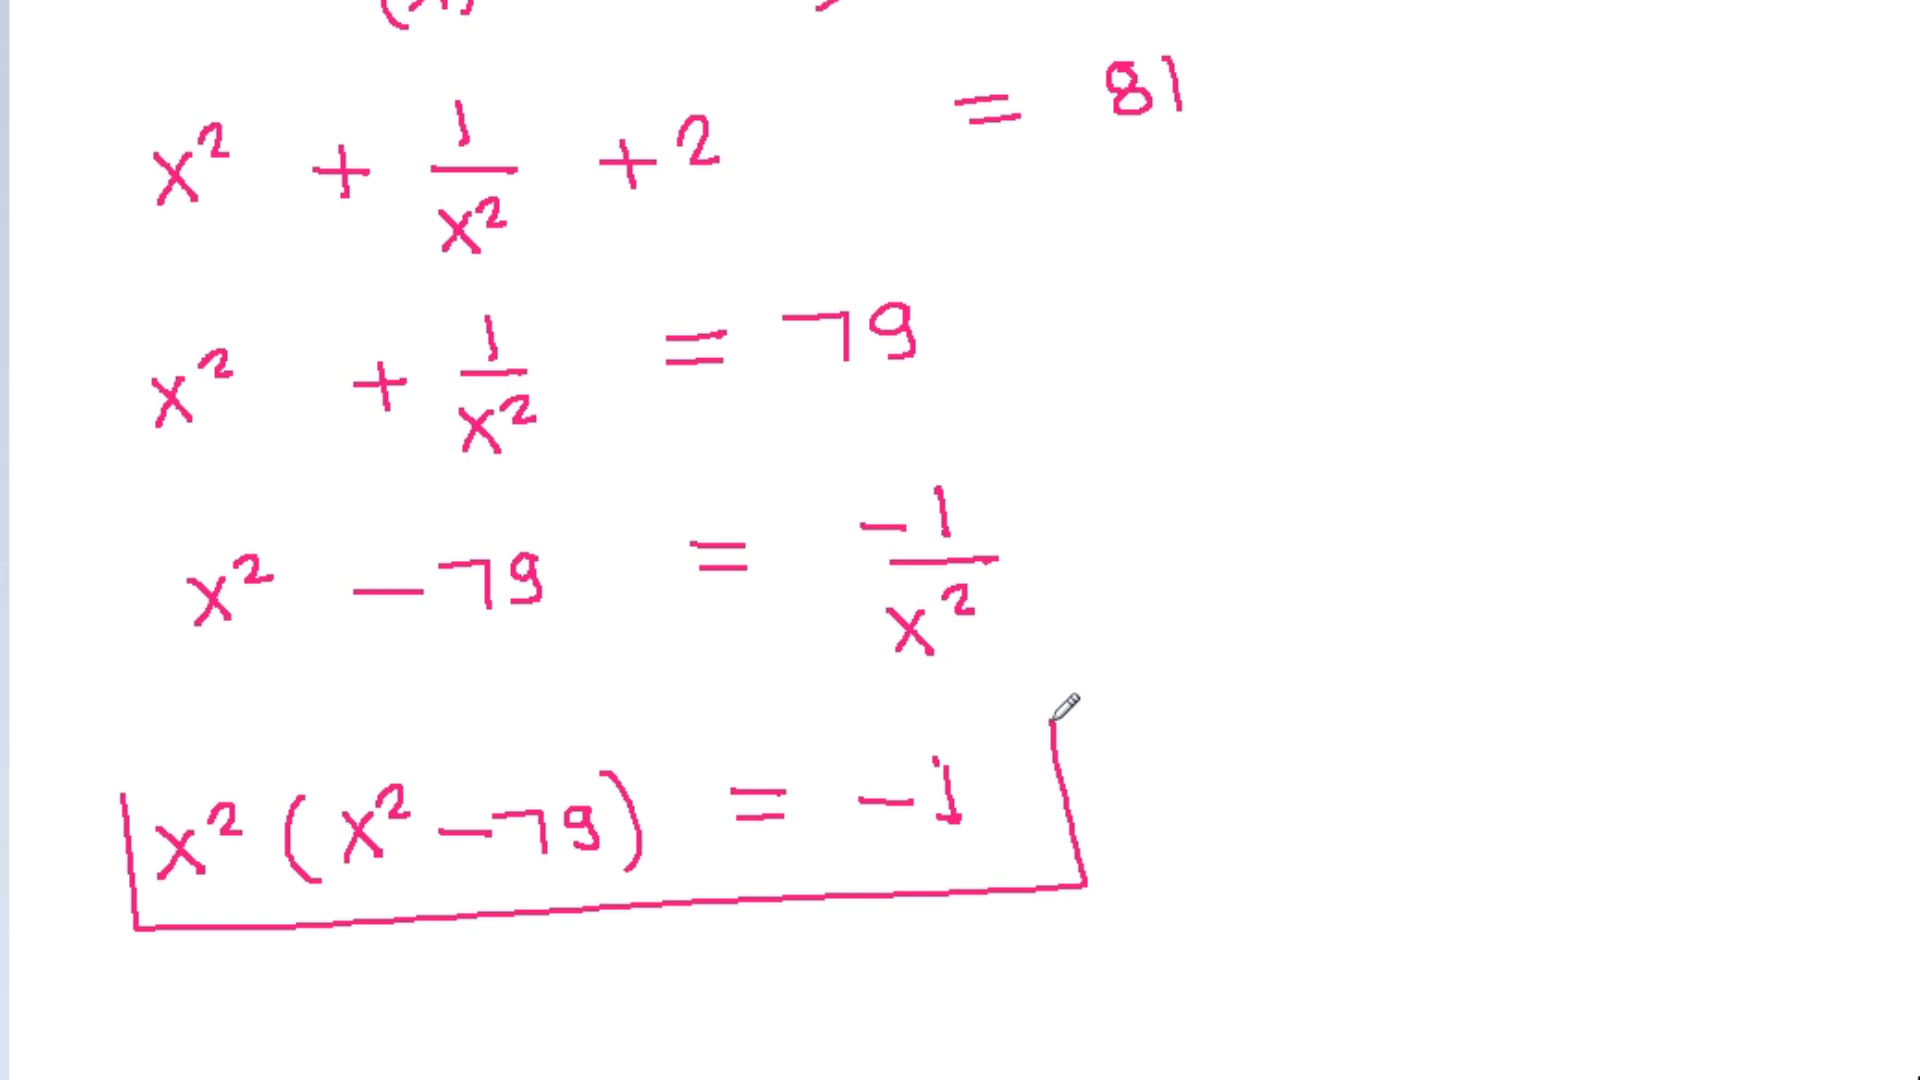 x² + 1/x² + 2 = 81
x² + 1/x² = 79
x² - 79 = -1/x²
x² (x² - 79) = -1